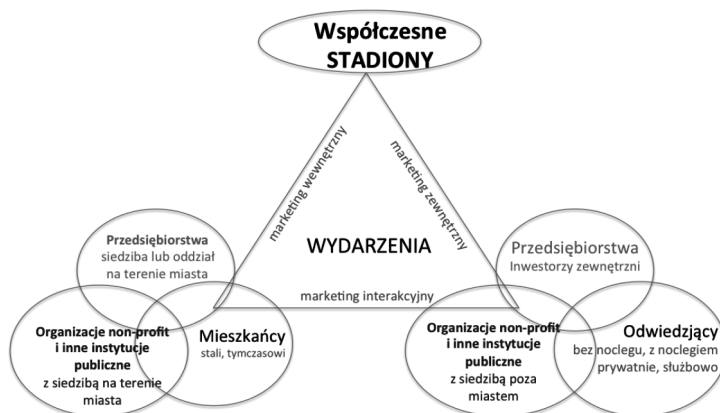 Współczesne
STADIONY
marketing wewnętrzny
marketing zewnętrzny
WYDARZENIA
marketing interakcyjny
Przedsiębiorstwa
siedziba lub oddział
na terenie miasta
Organizacje non-profit
i inne instytucje
publiczne
z siedzibą na terenie
miasta
Mieszkańcy
stali, tymczasowi
Przedsiębiorstwa
Inwestorzy zewnętrzni
Organizacje non-profit
i inne instytucje
publiczne
z siedzibą poza
miastem
Odwiedzjący
bez noclegu, z noclegiem
prywatnie, służbowo